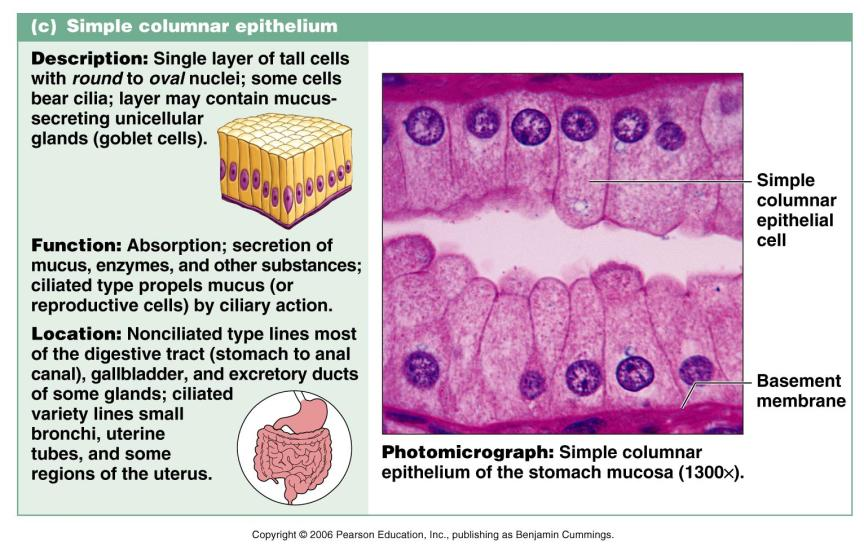 (c) Simple columnar epithelium
Description: Single layer of tall cells
with round to oval nuclei; some cells
bear cilia; layer may contain mucus-
secreting unicellular
glands (goblet cells).
Function: Absorption; secretion of
mucus, enzymes, and other substances;
ciliated type propels mucus (or
reproductive cells) by ciliary action.
Location: Nonciliated type lines most
of the digestive tract (stomach to anal
canal), gallbladder, and excretory ducts
of some glands; ciliated
variety lines small
bronchi, uterine
tubes, and some
regions of the uterus.
Simple
columnar
epithelial
cell
Basement
membrane
Photomicrograph: Simple columnar
epithelium of the stomach mucosa (1300×).
Copyright © 2006 Pearson Education, Inc., publishing as Benjamin Cummings.